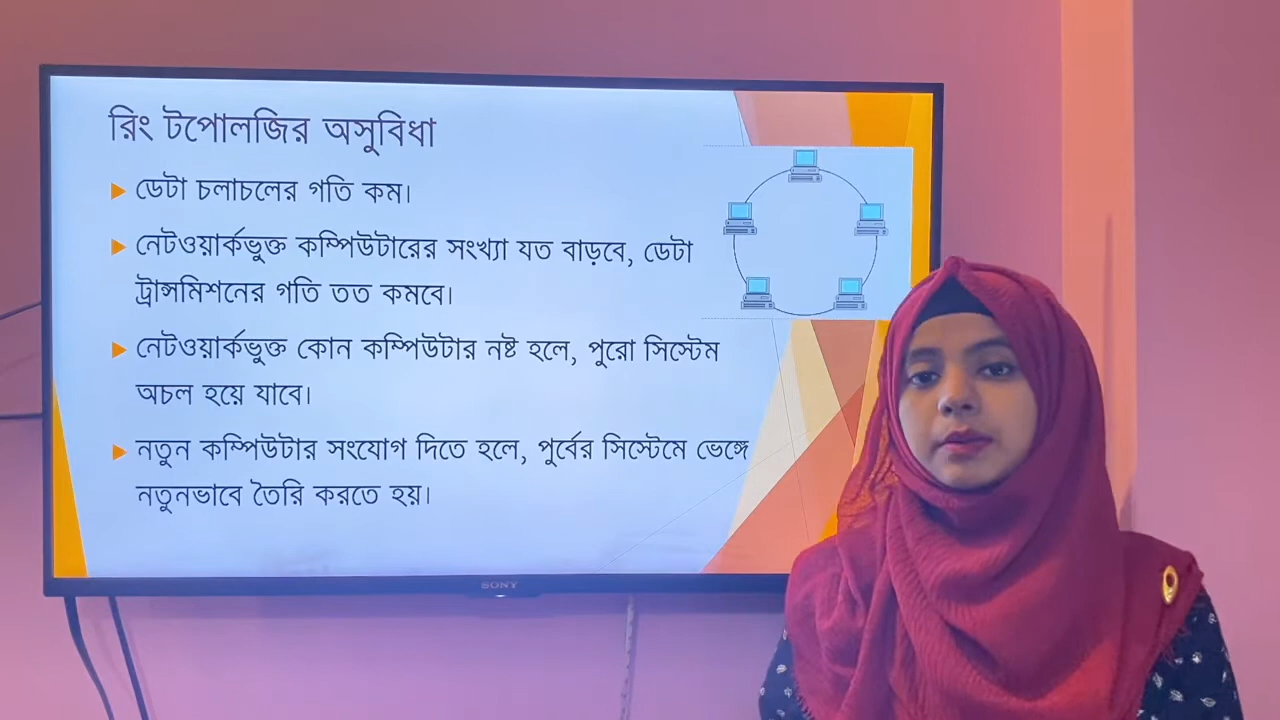 রিং টপোলজির অসুবিধা
ডেটা চলাচলের গতি কম।
নেটওয়ার্কভুক্ত কম্পিউটারের সংখ্যা যত বাড়বে, ডেটা
ট্রান্সমিশনের গতি তত কমবে।
নেটওয়ার্কভুক্ত কোন কম্পিউটার নষ্ট হলে, পুরো সিস্টেম
অচল হয়ে যাবে।
নতুন কম্পিউটার সংযোগ দিতে হলে, পুর্বের সিস্টেমে ভেঙ্গে
নতুনভাবে তৈরি করতে হয়।
SONY